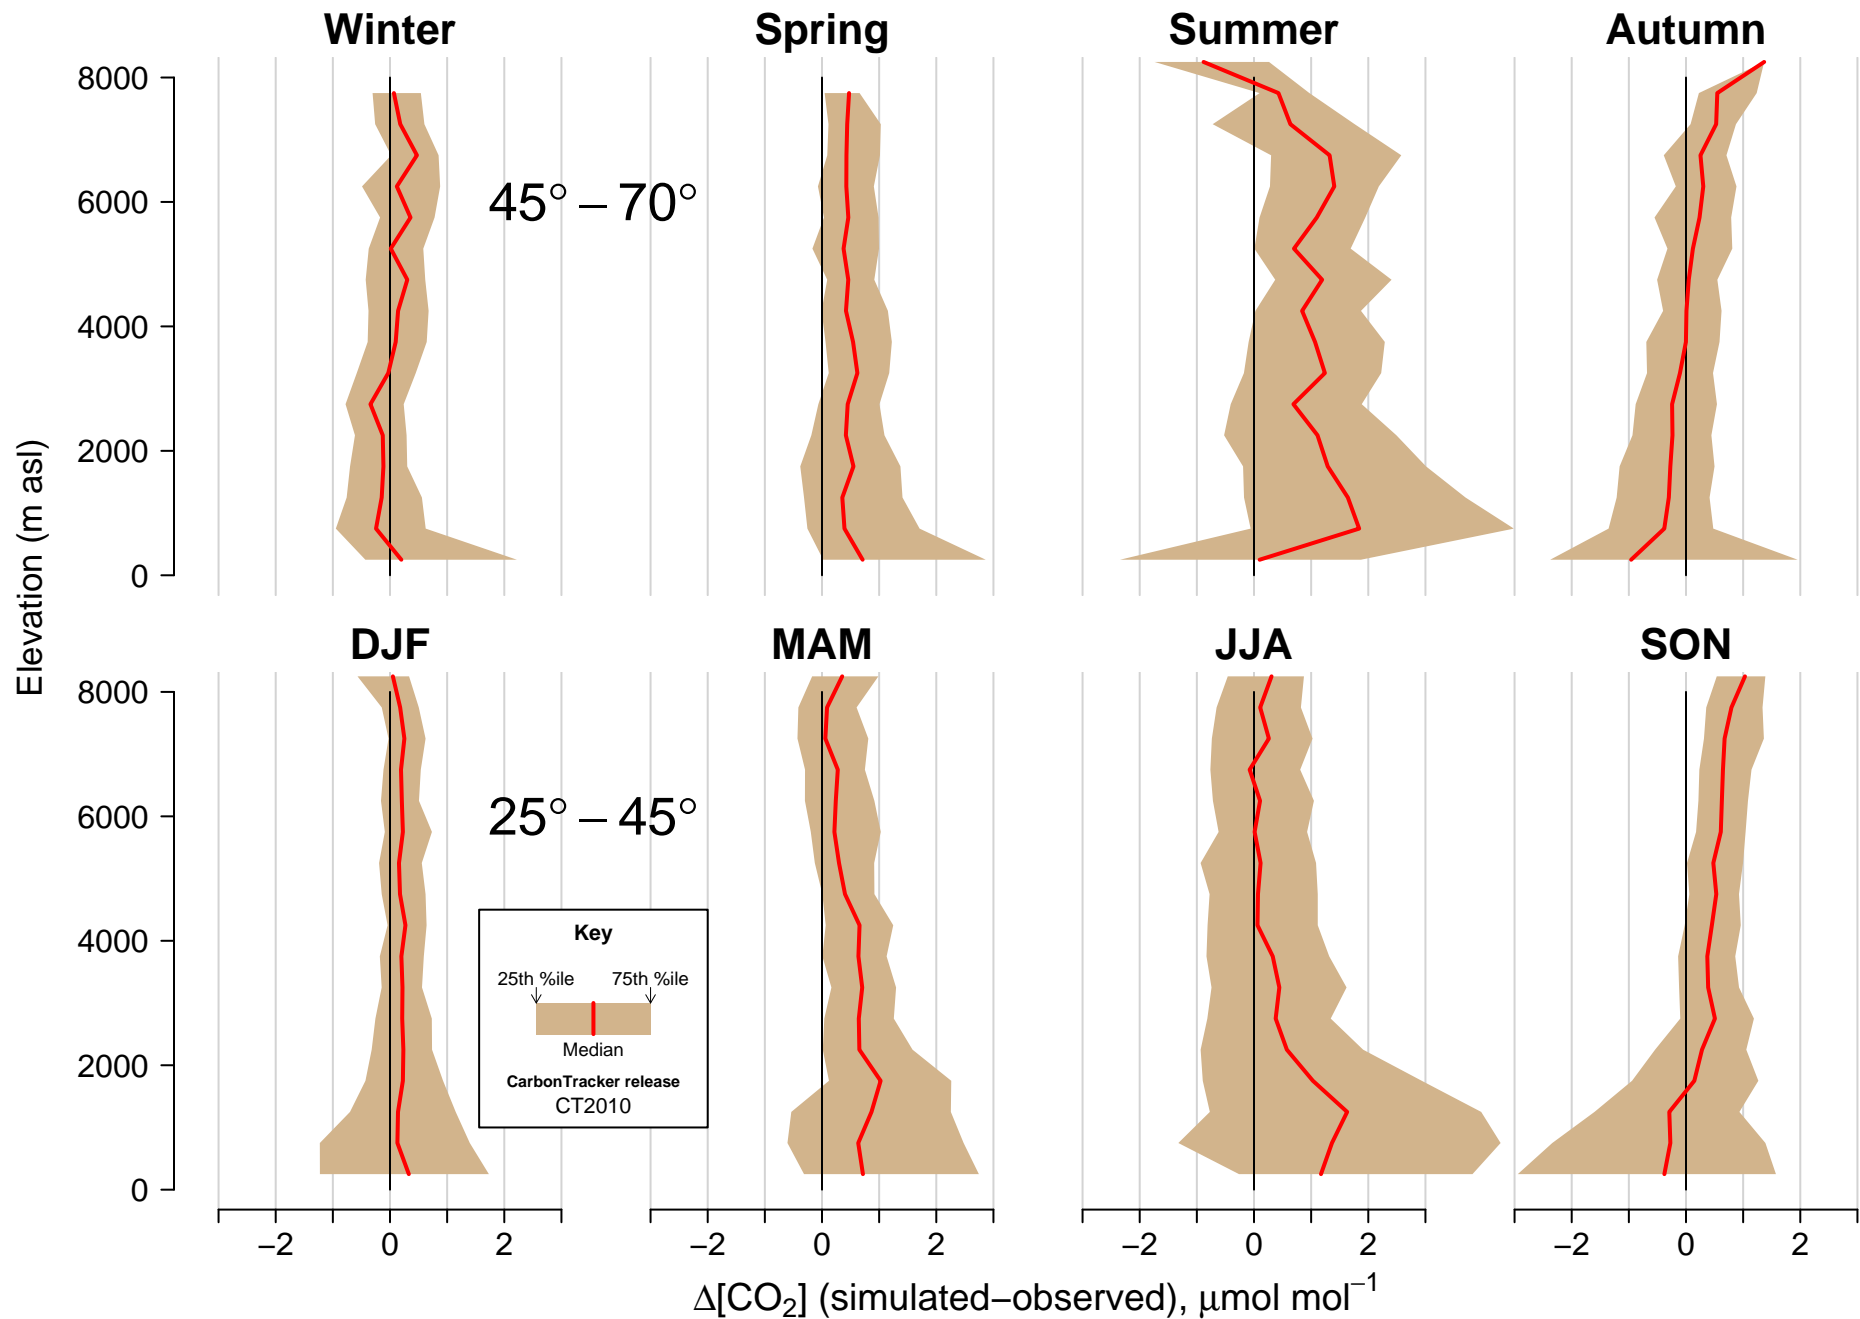 Winter Spring Summer Autumn
8000
6000
4000
2000
0
45° – 70°
Elevation (m asl)
DJF MAM JJA SON
8000
6000
4000
2000
0
25° – 45°
Key
25th %ile 75th %ile
Median
CarbonTracker release
CT2010
−2 0 2 0 2 −2 0 2 −2 0 2
Δ[CO₂] (simulated−observed), μmol mol⁻¹